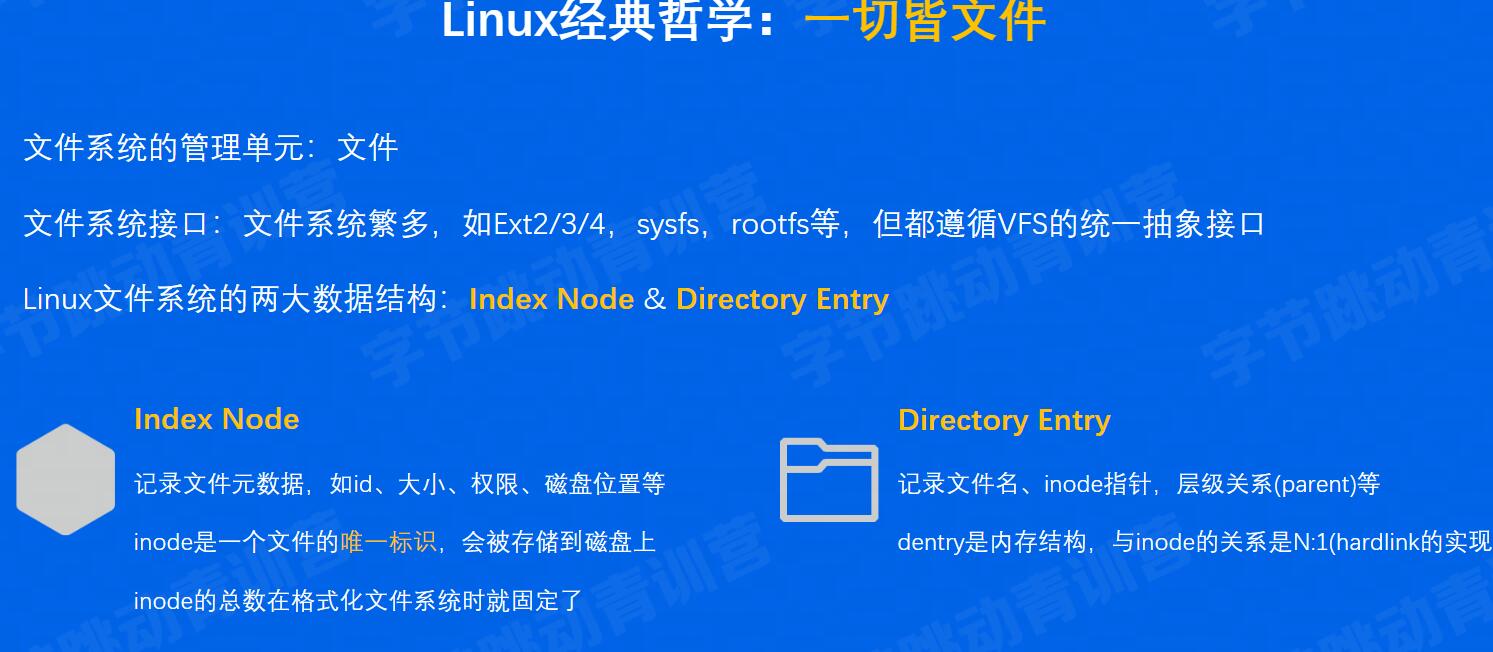 Linux经典哲学：一切皆文件
文件系统的管理单元：文件
文件系统接口：文件系统繁多，如Ext2/3/4，sysfs，rootfs等，但都遵循VFS的统一抽象接口
Linux文件系统的两大数据结构：Index Node & Directory Entry
Index Node
记录文件元数据，如id、大小、权限、磁盘位置等
inode是一个文件的唯一标识，会被存储到磁盘上
inode的总数在格式化文件系统时就固定了
Directory Entry
记录文件名、inode指针，层级关系(parent)等
dentry是内存结构，与inode的关系是N:1(hardlink的实现
字节跳动青训营